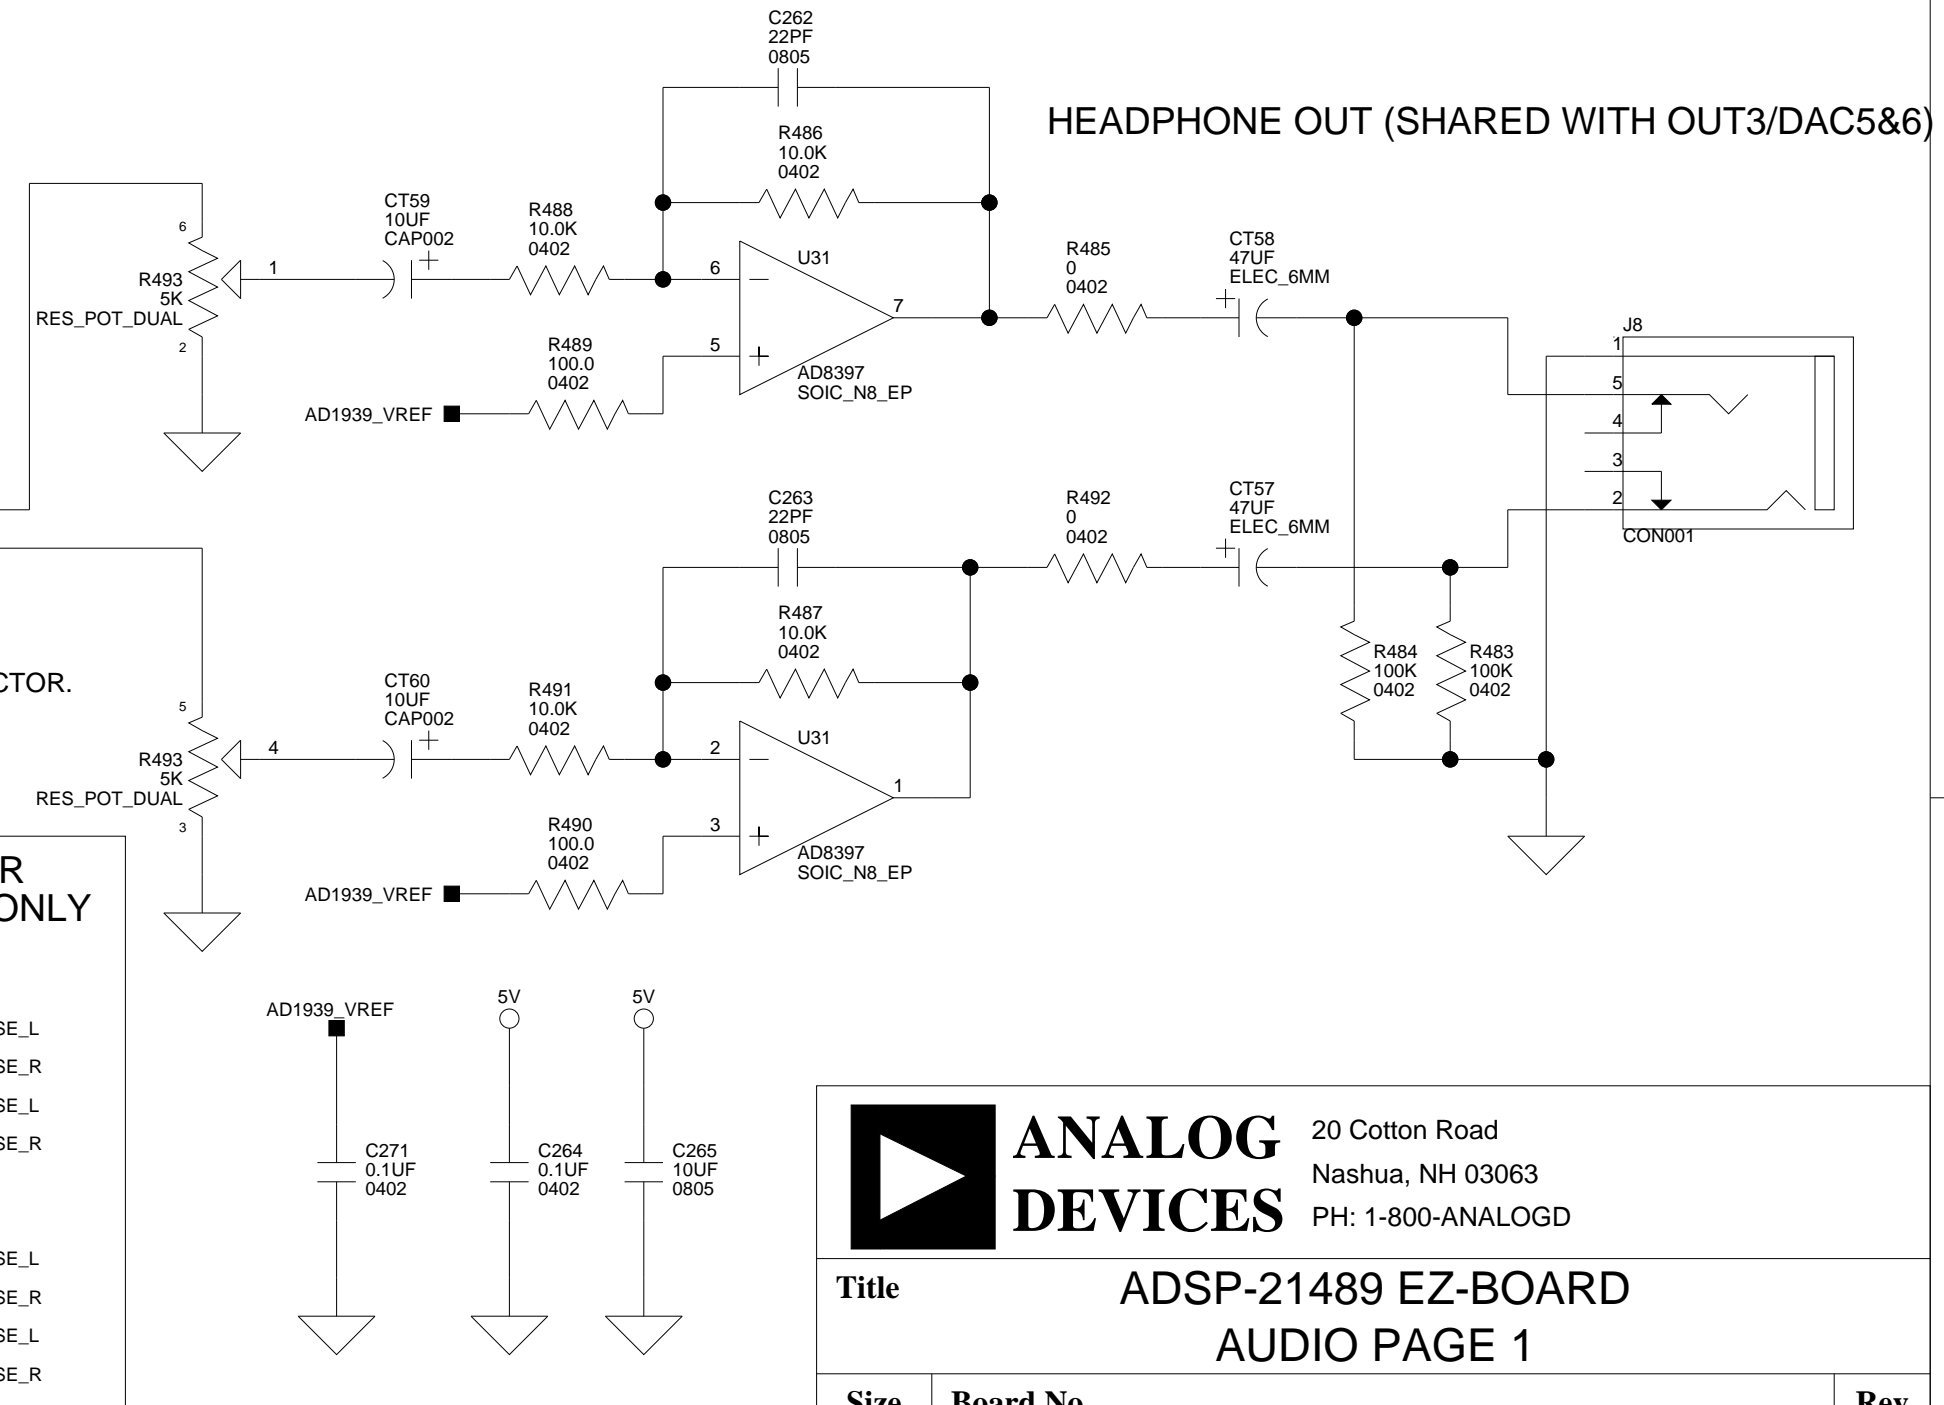 C262
22PF
0805
HEADPHONE OUT (SHARED WITH OUT3/DAC5&6)
R486
10.0K
0402
CT59
10UF
CAP002
R488
10.0K
0402
6
R493
5K
RES_POT_DUAL
2
1
6
U31
7
5
AD8397
SOIC_N8_EP
R489
100.0
0402
AD1939_VREF
R485
0
0402
CT58
47UF
ELEC_6MM
J8
1
5
4
3
2
CON001
C263
22PF
0805
R487
10.0K
0402
R492
0
0402
CT57
47UF
ELEC_6MM
R484
100K
0402
R483
100K
0402
CTOR.
CT60
10UF
CAP002
R491
10.0K
0402
5
R493
5K
RES_POT_DUAL
3
4
2
U31
1
3
AD8397
SOIC_N8_EP
R490
100.0
0402
AD1939_VREF
R
ONLY
SE_L
SE_R
SE_L
SE_R
SE_L
SE_R
SE_L
SE_R
AD1939_VREF
5V
5V
C271
0.1UF
0402
C264
0.1UF
0402
C265
10UF
0805
ANALOG
DEVICES
20 Cotton Road
Nashua, NH 03063
PH: 1-800-ANALOGD
Title
ADSP-21489 EZ-BOARD
AUDIO PAGE 1
Size
Board No
Rev